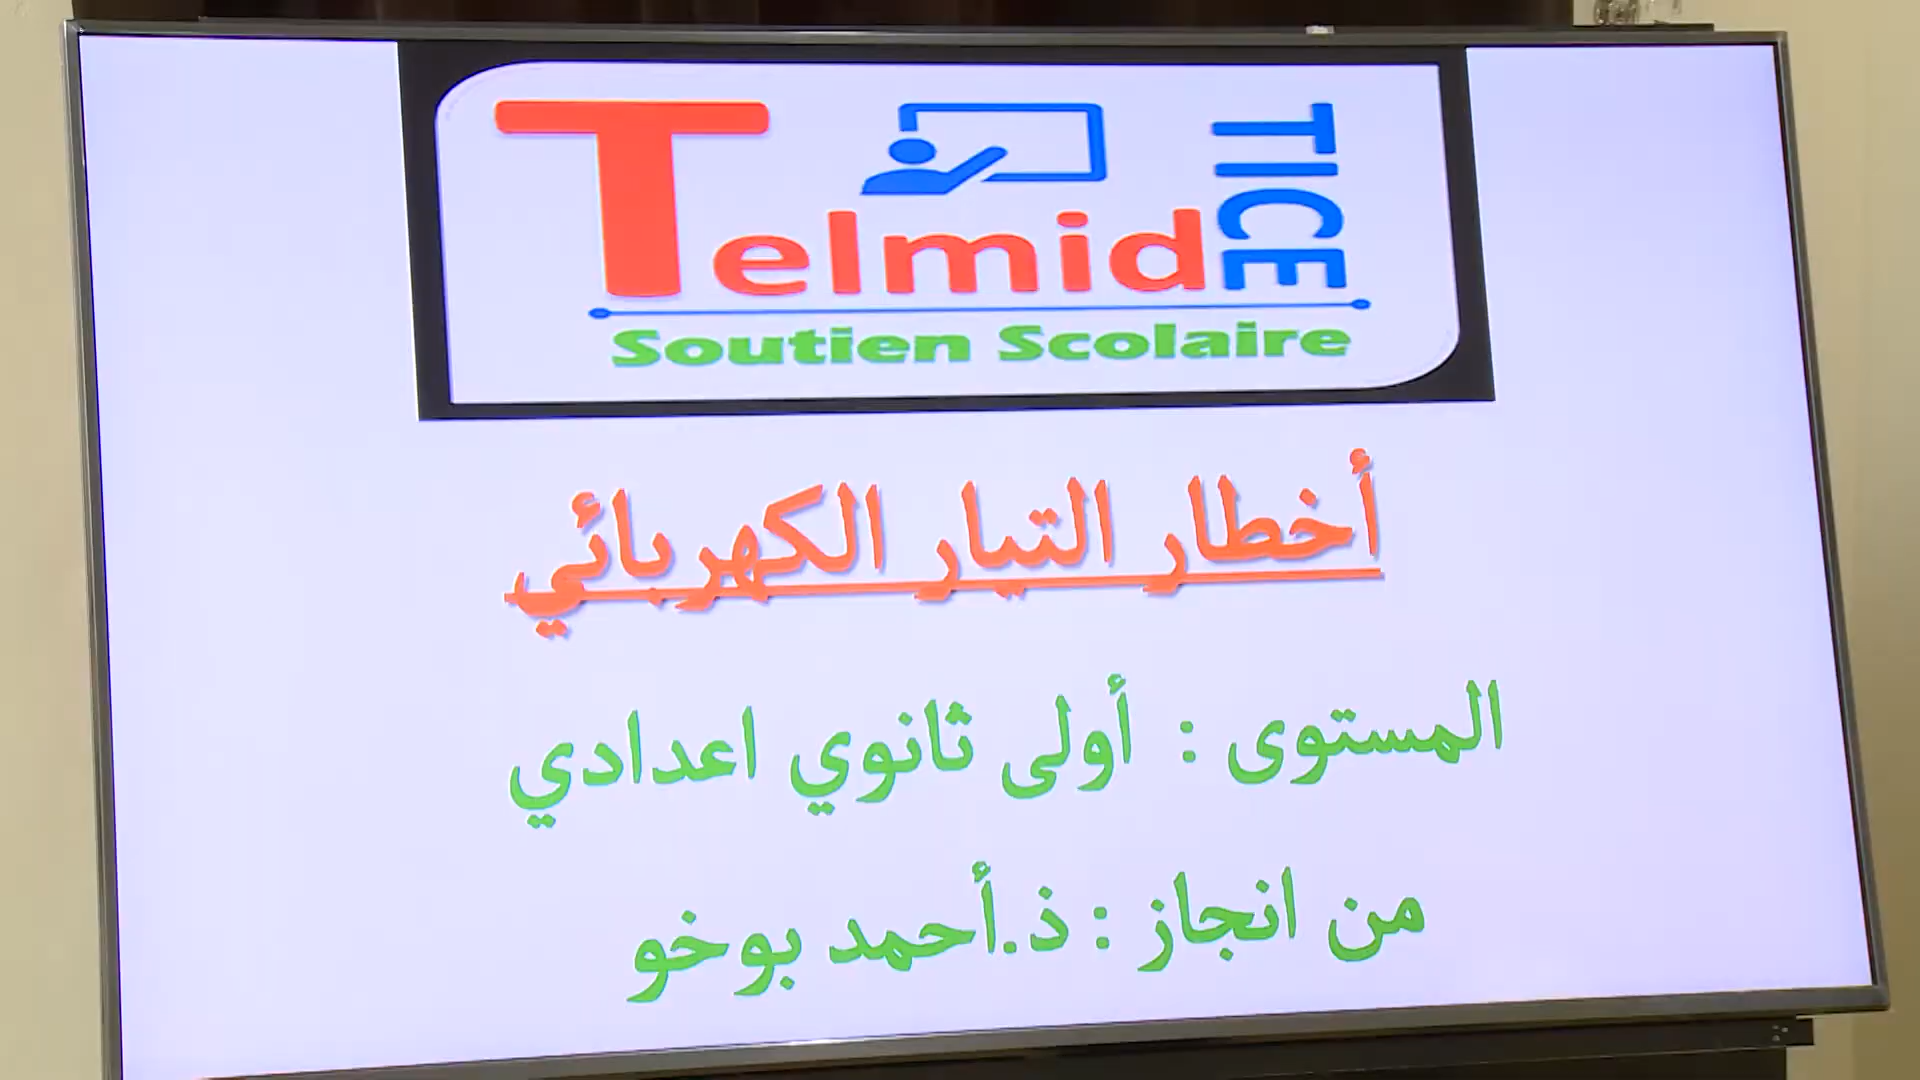 Telmid TICE
Soutien Scolaire
أخطار التيار الكهربائي
المستوى : أولى ثانوي اعدادي
من انجاز : ذ.أحمد بوخو